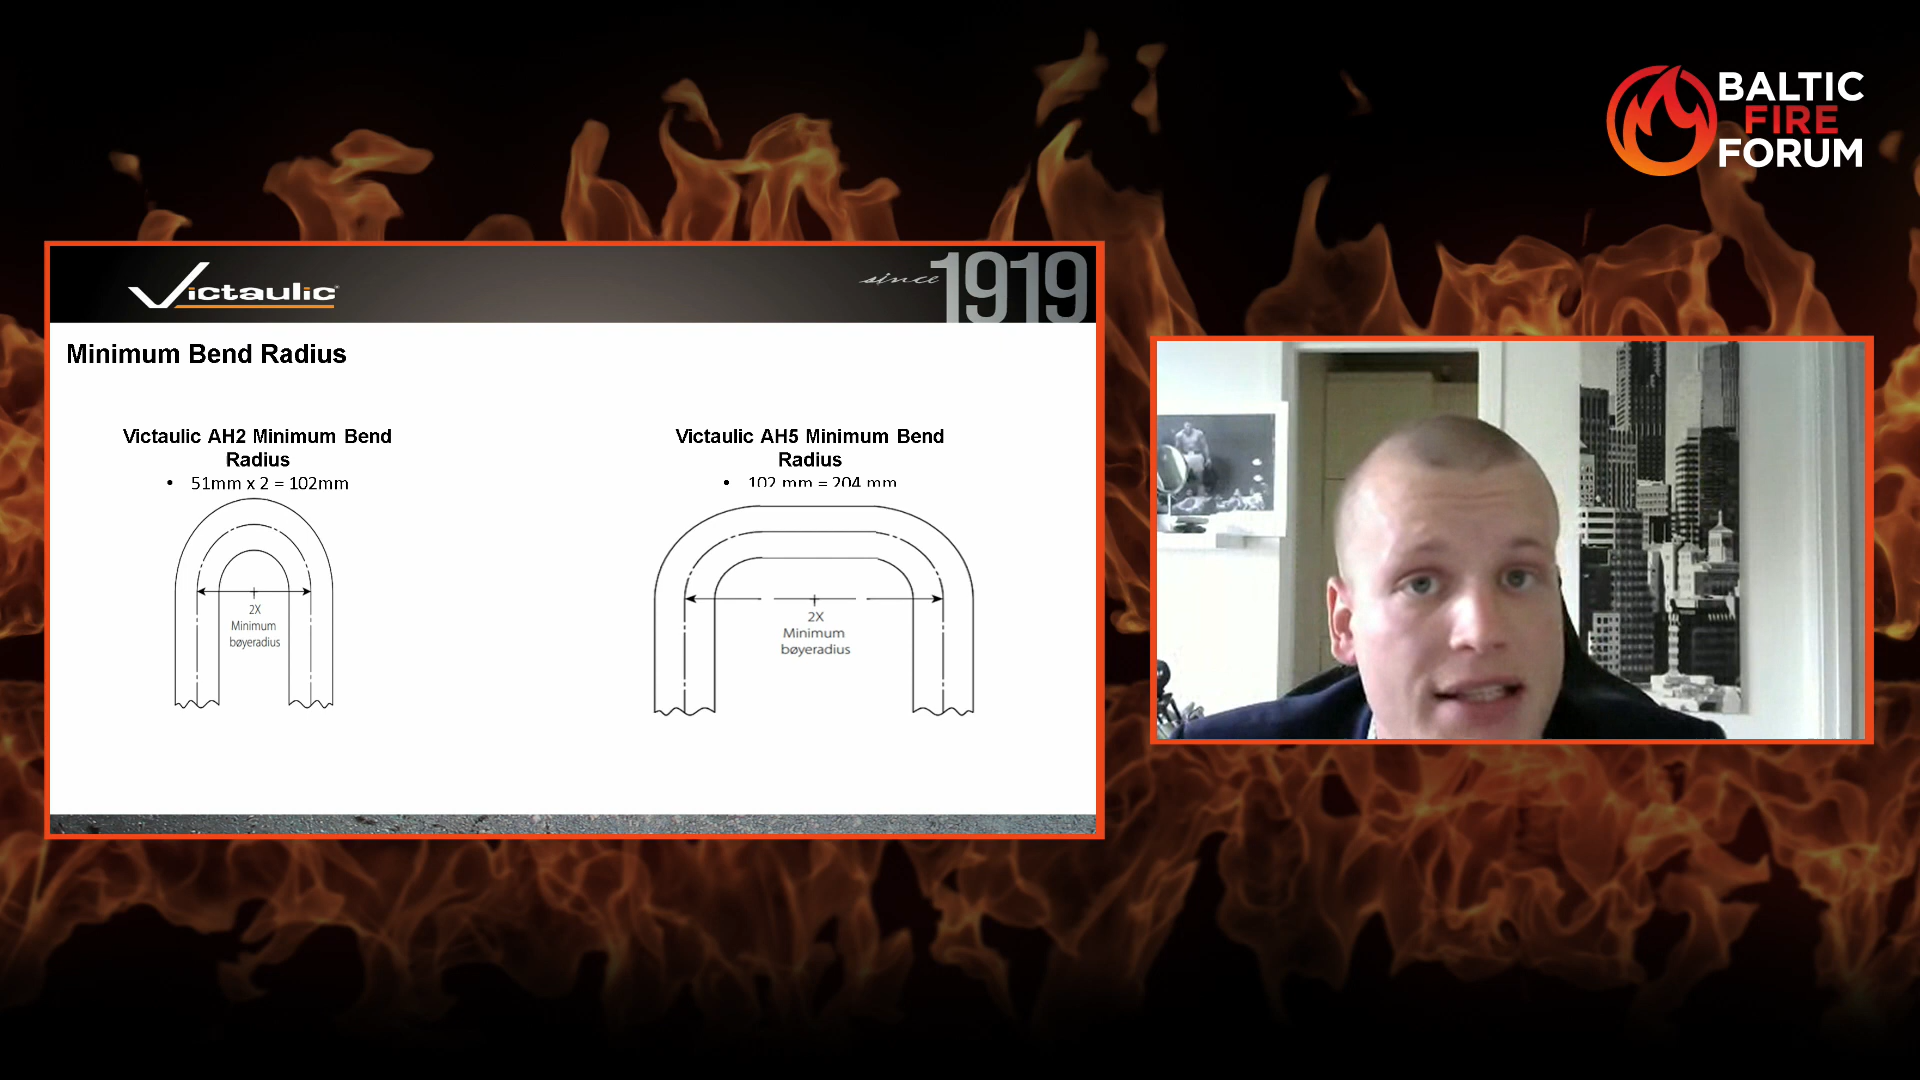 BALTIC
FIRE
FORUM
Victaulic
since 1919
Minimum Bend Radius
Victaulic AH2 Minimum Bend
Radius
• 51mm x 2 = 102mm
2X
Minimum
bøyeradius
Victaulic AH5 Minimum Bend
Radius
• 102 mm = 204 mm
2X
Minimum
bøyeradius